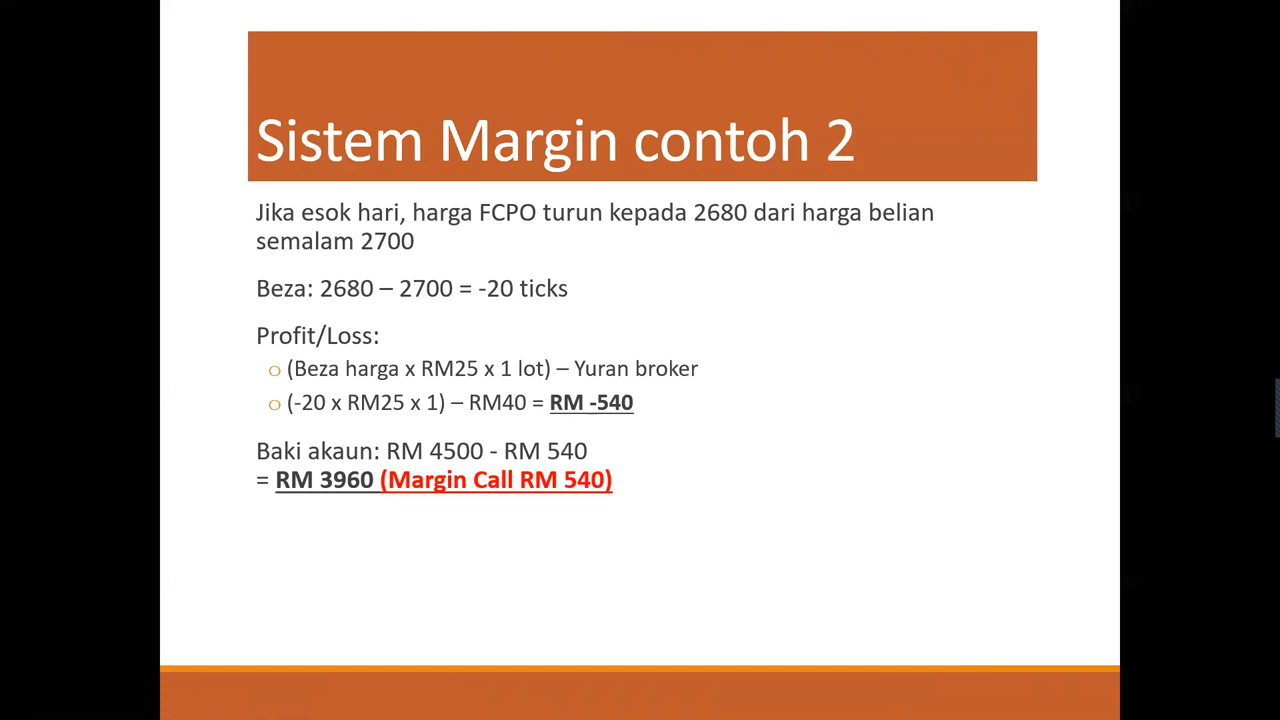 Sistem Margin contoh 2
Jika esok hari, harga FCPO turun kepada 2680 dari harga belian
semalam 2700
Beza: 2680 – 2700 = -20 ticks
Profit/Loss:
(Beza harga x RM25 x 1 lot) – Yuran broker
(-20 x RM25 x 1) – RM40 = RM -540
Baki akaun: RM 4500 - RM 540
= RM 3960 (Margin Call RM 540)